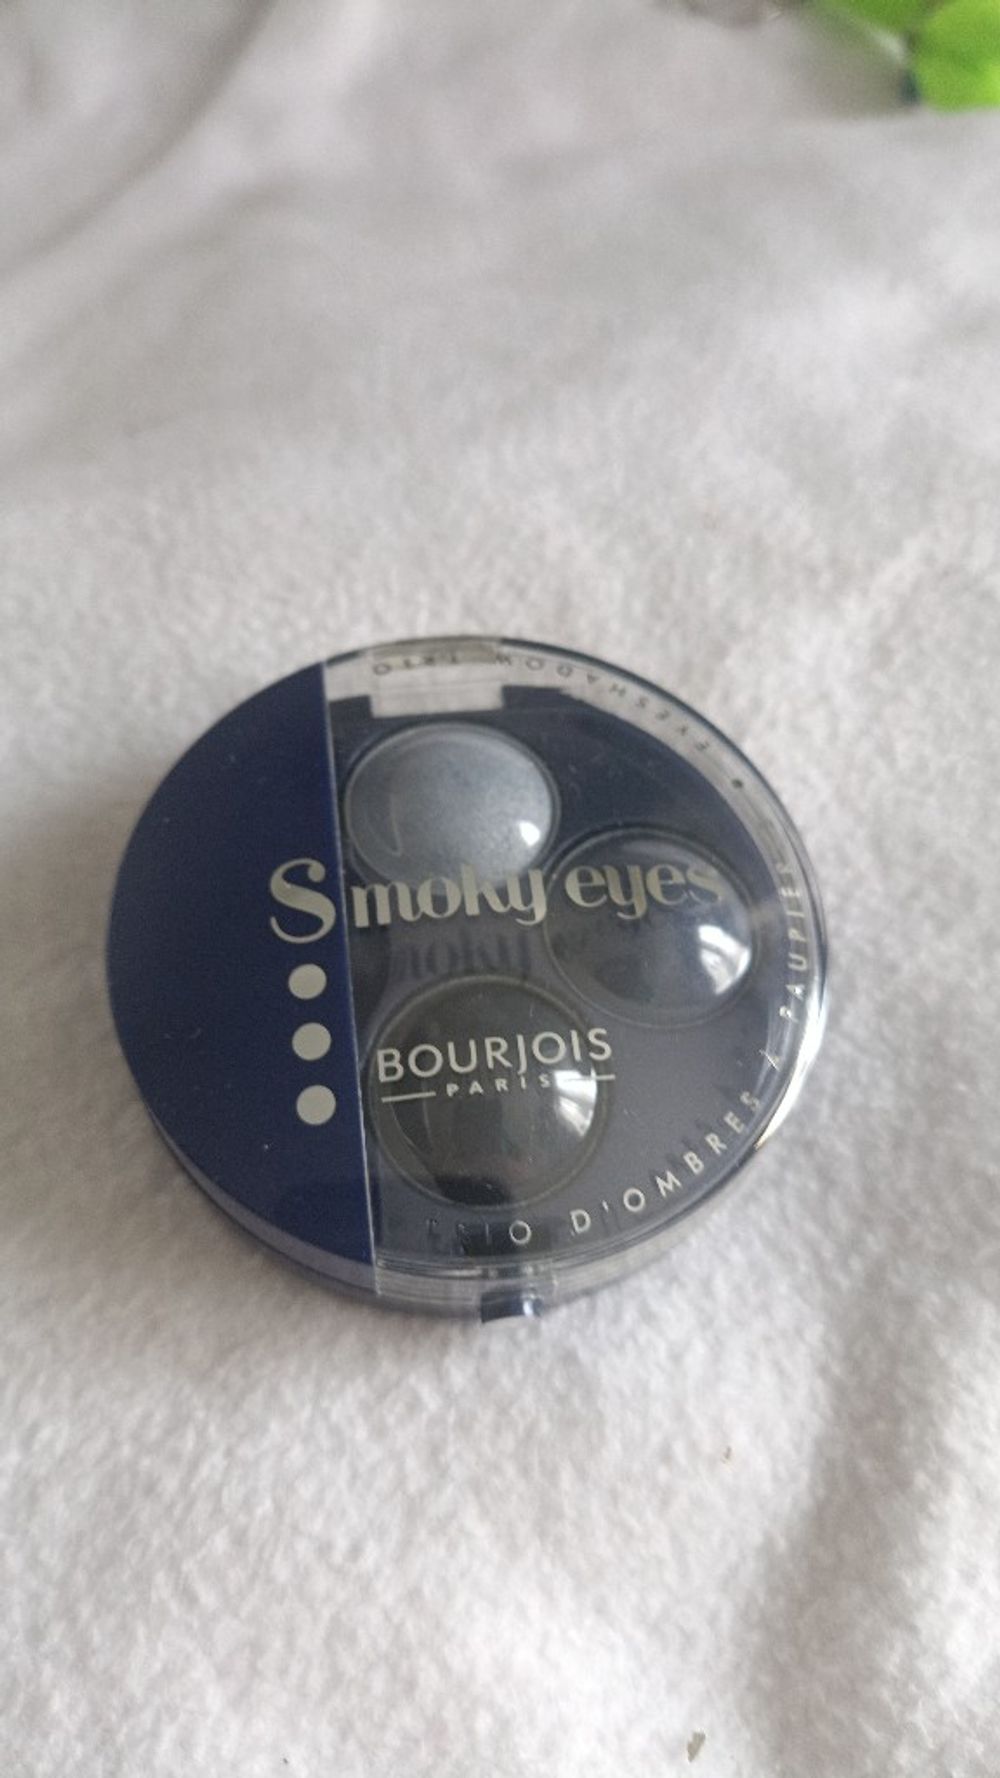 Smoky eyes
BOURJOIS
PARIS
TRIO D'OMBRES À PAUPIÈRES
EYESHADOW TRIO